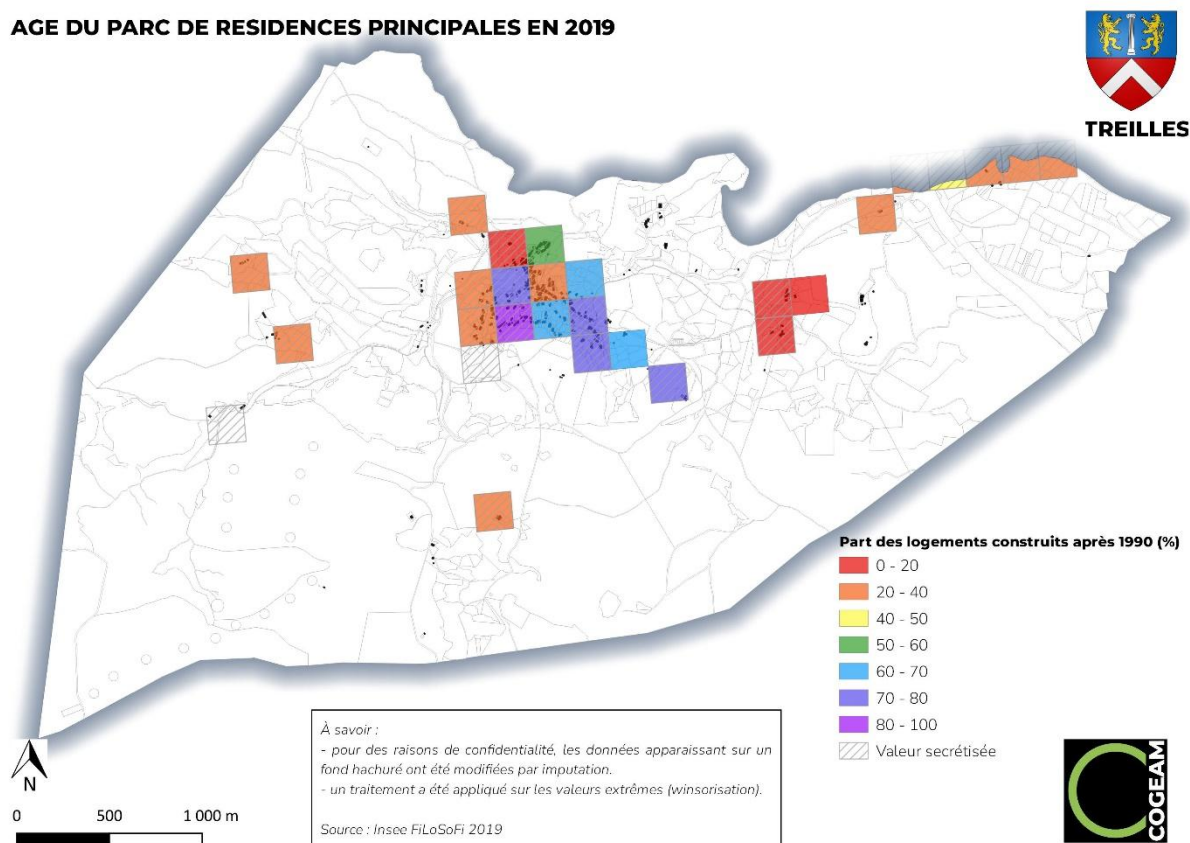 AGE DU PARC DE RESIDENCES PRINCIPALES EN 2019
TREILLES
Part des logements construits après 1990 (%)
0 - 20
20 - 40
40 - 50
50 - 60
60 - 70
70 - 80
80 - 100
Valeur secrétisée
À savoir :
- pour des raisons de confidentialité, les données apparaissant sur un
fond hachuré ont été modifiées par imputation.
- un traitement a été appliqué sur les valeurs extrêmes (winsorisation).
Source : Insee FiLoSoFi 2019
N
0 500 1 000 m
COGEAM